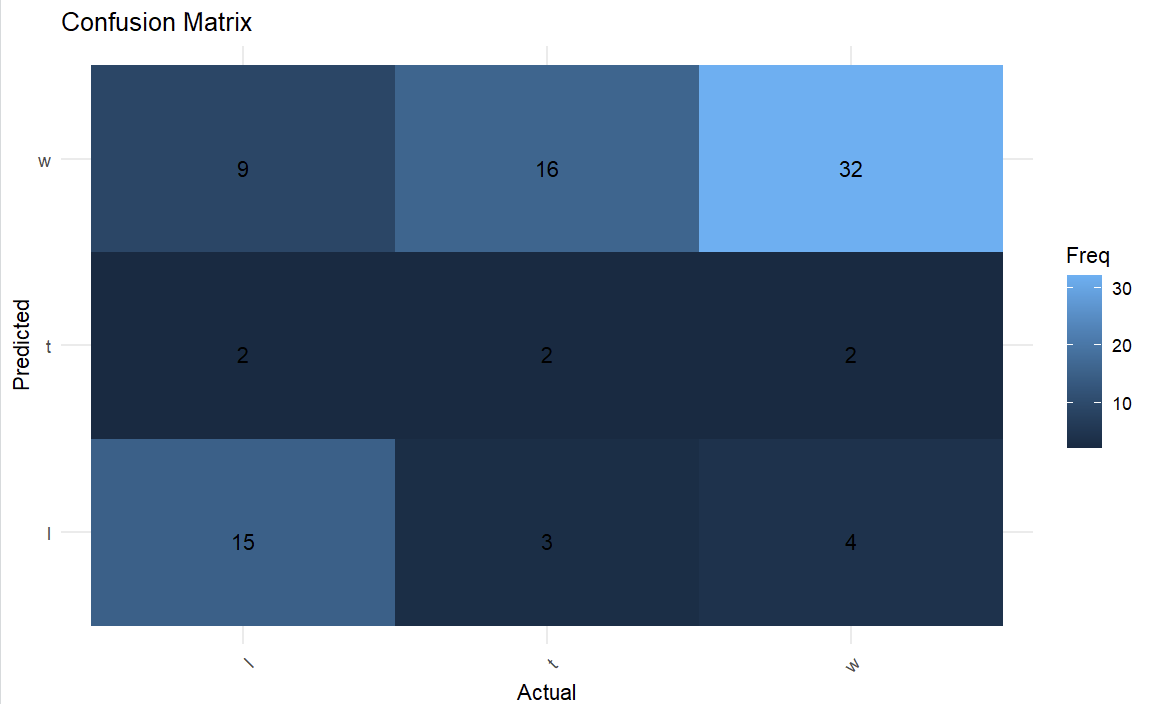 Confusion Matrix
w
9
16
32
t
2
2
2
l
15
3
4
l
t
w
Actual
Predicted
Freq
30
20
10